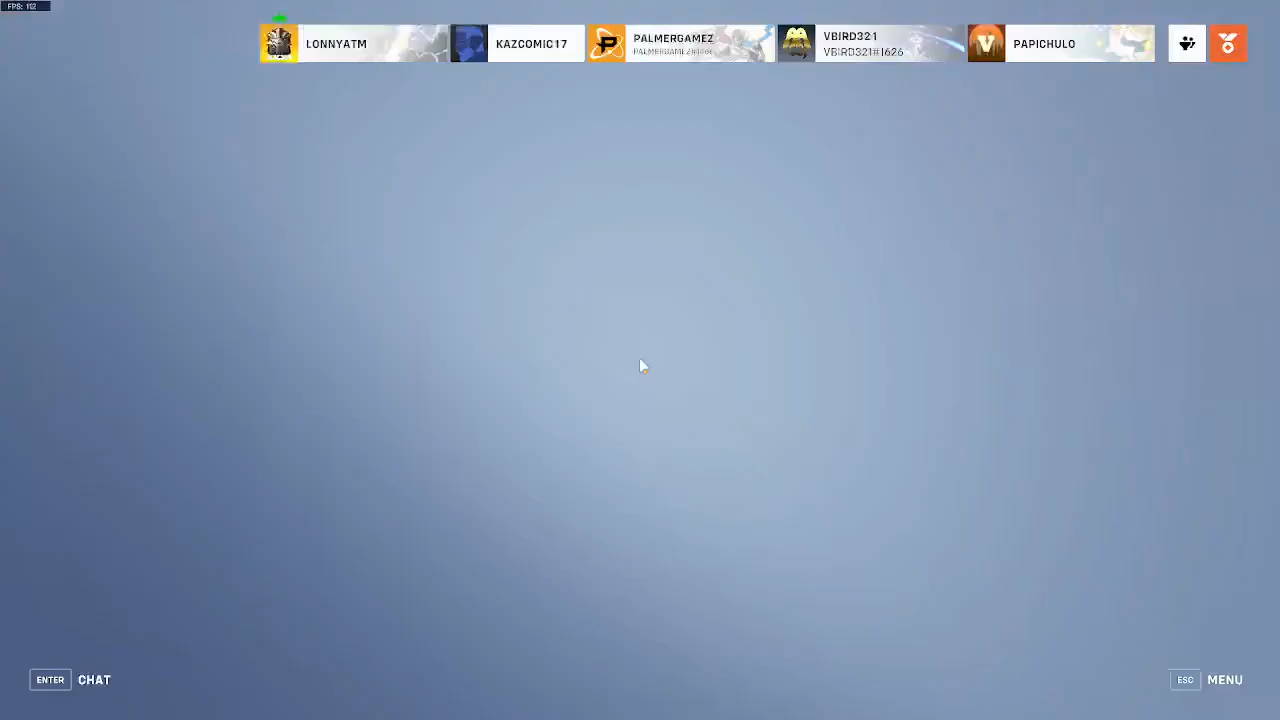 FPS: 112
LONNYATM
KAZCOMIC17
PALMERGAMEZ
VBIRD321
VBIRD321#1626
PAPICHULO
ENTER CHAT
ESC MENU